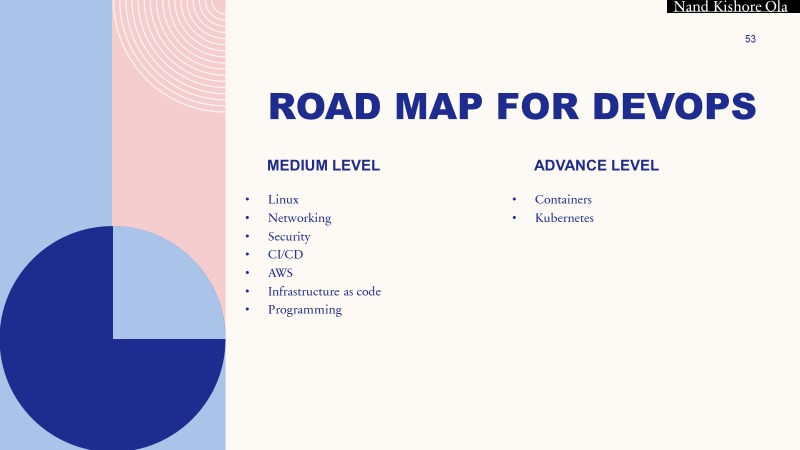 Nand Kishore Ola
53
ROAD MAP FOR DEVOPS
MEDIUM LEVEL
• Linux
• Networking
• Security
• CI/CD
• AWS
• Infrastructure as code
• Programming
ADVANCE LEVEL
• Containers
• Kubernetes